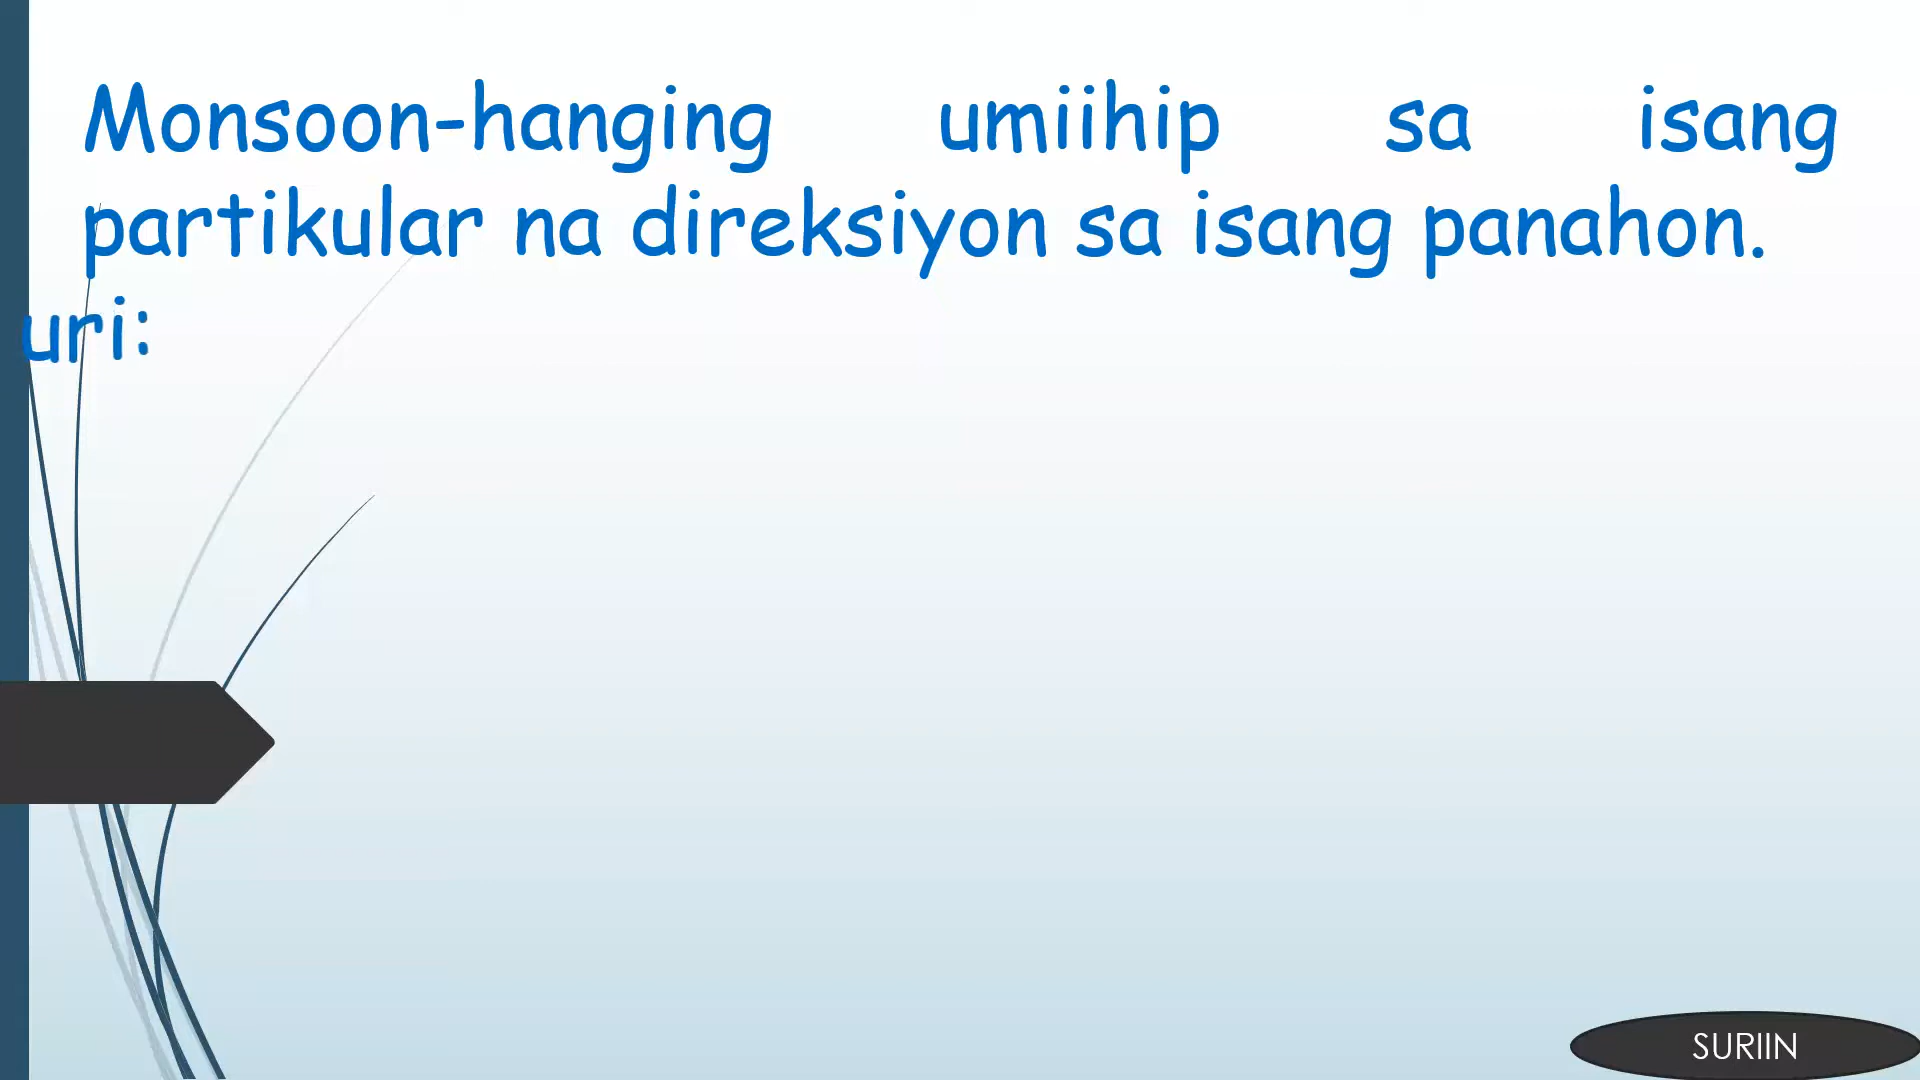 Monsoon-hanging umiihip sa isang
partikular na direksiyon sa isang panahon.
uri:
SURIIN